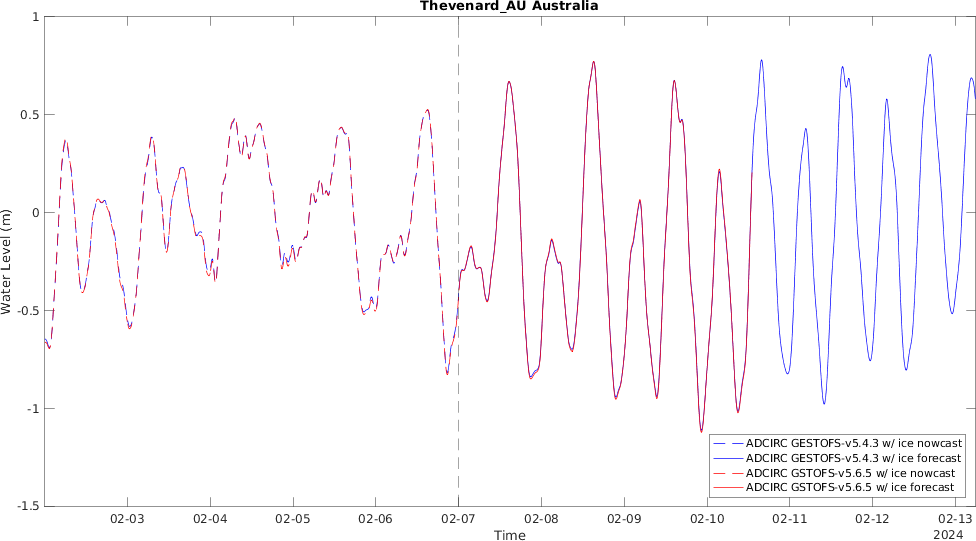 Thevenard_AU Australia
1
0.5
0
-0.5
-1
-1.5
Water Level (m)
02-03 02-04 02-05 02-06 02-07 02-08 02-09 02-10 02-11 02-12 02-13
Time
2024
ADCIRC GESTOFS-v5.4.3 w/ ice nowcast
ADCIRC GESTOFS-v5.4.3 w/ ice forecast
ADCIRC GSTOFS-v5.6.5 w/ ice nowcast
ADCIRC GSTOFS-v5.6.5 w/ ice forecast